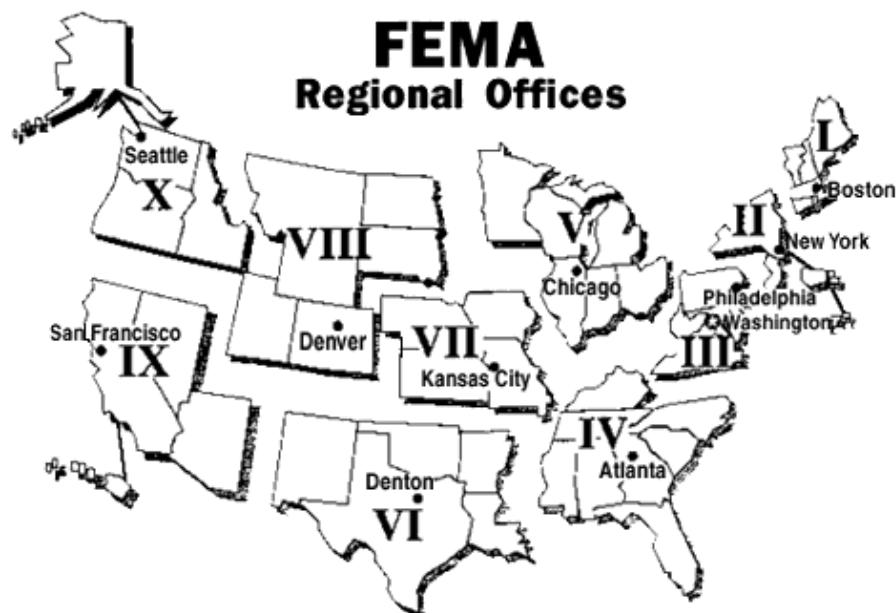 FEMA
Regional Offices
Seattle
X
VIII
V
I
Boston
II
New York
Chicago
Philadelphia
Washington
III
San Francisco
IX
Denver
VII
Kansas City
IV
Atlanta
Denton
VI